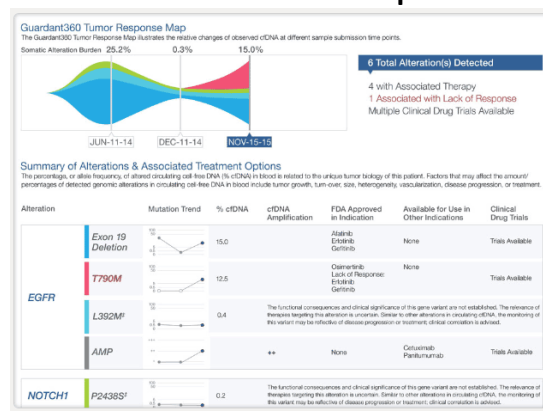 Guardant360 Tumor Response Map
The Guardant360 Tumor Response Map illustrates the relative changes of observed cfDNA at different sample submission time points.
Somatic Alteration Burden 25.2% 0.3% 15.0%
6 Total Alteration(s) Detected
4 with Associated Therapy
1 Associated with Lack of Response
Multiple Clinical Drug Trials Available
JUN-11-14 DEC-11-14 NOV-15-15
Summary of Alterations & Associated Treatment Options
The percentage, or allele frequency, of altered circulating cell-free DNA (% cfDNA) in blood is related to the unique tumor biology of this patient. Factors that may affect the amount/
percentages of detected genomic alterations in circulating cell-free DNA in blood include tumor growth, turn-over, size, heterogeneity, vascularization, disease progression, or treatment.
Alteration Mutation Trend % cfDNA cfDNA Amplification FDA Approved in Indication Available for Use in Other Indications Clinical Drug Trials
EGFR
Exon 19 Deletion 15.0 Afatinib Erlotinib Gefitinib None Trials Available
T790M 12.5 Osimertinib Lack of Response: Erlotinib Gefitinib None Trials Available
L392M‡ 0.4 The functional consequences and clinical significance of this gene variant are not established. The relevance of
therapies targeting this alteration is uncertain. Similar to other alterations in circulating cfDNA, the monitoring of
this variant may be reflective of disease progression or treatment; clinical correlation is advised.
AMP ++ None Cetuximab Panitumumab Trials Available
NOTCH1 P2438S‡ 0.2 The functional consequences and clinical significance of this gene variant are not established. The relevance of
therapies targeting this alteration is uncertain. Similar to other alterations in circulating cfDNA, the monitoring of
this variant may be reflective of disease progression or treatment; clinical correlation is advised.